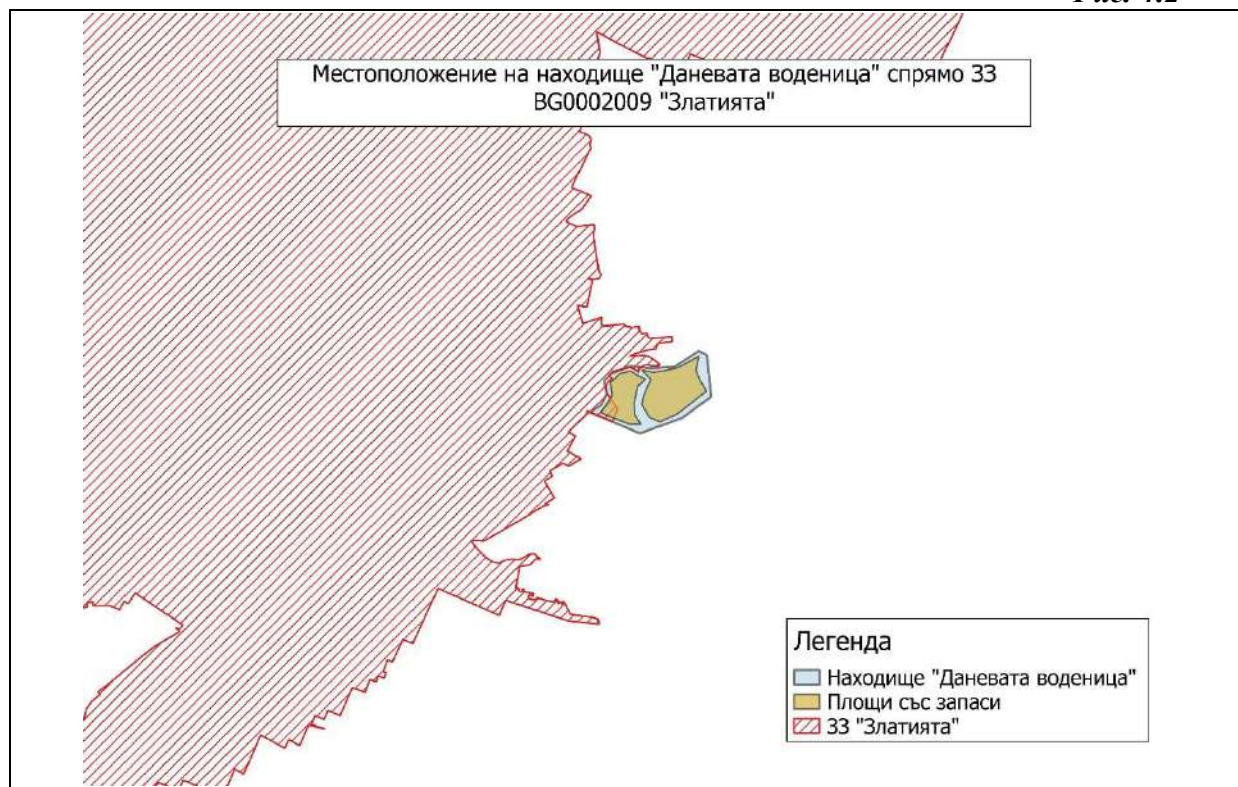 Местоположение на находище "Даневата воденица" спрямо ЗЗ
BG0002009 "Златията"
Легенда
Находище "Даневата воденица"
Площи със запаси
ЗЗ "Златията"